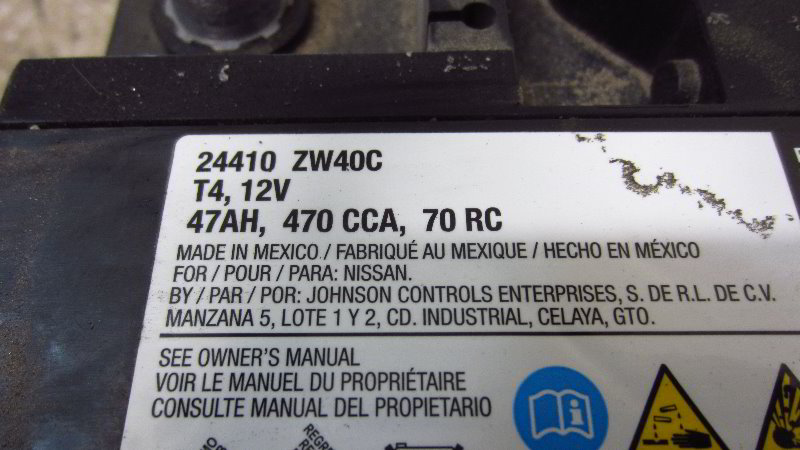 24410 ZW40C
T4, 12V
47AH, 470 CCA, 70 RC
MADE IN MEXICO / FABRIQUÉ AU MEXIQUE / HECHO EN MÉXICO
FOR / POUR / PARA: NISSAN.
BY / PAR / POR: JOHNSON CONTROLS ENTERPRISES, S. DE R.L. DE C.V.
MANZANA 5, LOTE 1 Y 2, CD. INDUSTRIAL, CELAYA, GTO.
SEE OWNER'S MANUAL
VOIR LE MANUEL DU PROPRIÉTAIRE
CONSULTE MANUAL DEL PROPIETARIO